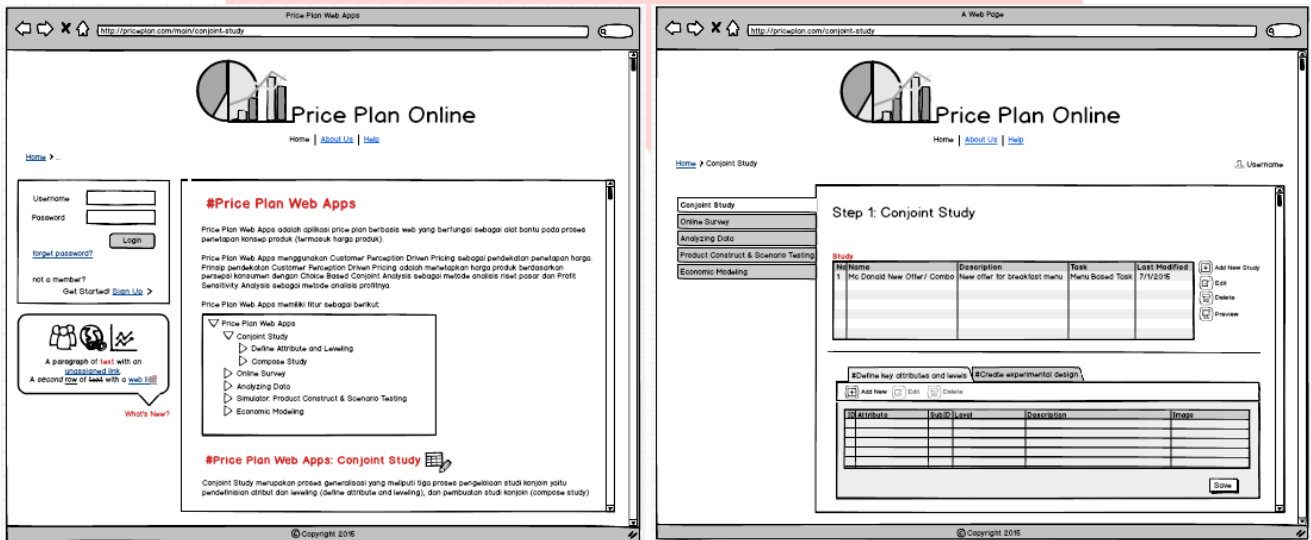 Price Plan Web Apps
http://priceplan.com/main/conjoint-study
Price Plan Online
Home | About Us | Help
Home > ..
Username
Password
Login
forget password?
not a member?
Get Started! Sign Up >
A paragraph of text with an
unassigned link.
A second row of text with a web link
What's New?
#Price Plan Web Apps
Price Plan Web Apps adalah aplikasi price plan berbasis web yang berfungsi sebagai alat bantu pada proses
penetapan konsep produk (termasuk harga produk).
Price Plan Web Apps menggunakan Customer Perception Driven Pricing sebagai pendekatan penetapan harga.
Prinsip pendekatan Customer Perception Driven Pricing adalah menetapkan harga produk berdasarkan
persepsi konsumen dengan Choice Based Conjoint Analysis sebagai metode analisis riset pasar dan Profit
Sensitivity Analysis sebagai metode analisis profitnya.
Price Plan Web Apps memiliki fitur sebagai berikut:
Price Plan Web Apps
Conjoint Study
Define Attribute and Leveling
Compose Study
Online Survey
Analyzing Data
Simulator: Product Construct & Scenario Testing
Economic Modeling
#Price Plan Web Apps: Conjoint Study
Conjoint Study merupakan proses generalisasi yang meliputi tiga proses pengelolaan studi konjoin yaitu
pendefinisian atribut dan leveling (define attribute and leveling), dan pembuatan studi konjoin (compose study)
© Copyright 2015
A Web Page
http://priceplan.com/conjoint-study
Price Plan Online
Home | About Us | Help
Home > Conjoint Study
Username
Conjoint Study
Online Survey
Analyzing Data
Product Construct & Scenario Testing
Economic Modeling
Step 1: Conjoint Study
Study
No Name Description Task Last Modified
1 Mc Donald New Offer/ Combo New offer for breakfast menu Menu Based Task 7/1/2015
Add New Study
Edit
Delete
Preview
#Define key attributes and levels #Create experimental design
Add New Edit Delete
ID Attribute SubID Level Description Image
Save
© Copyright 2015